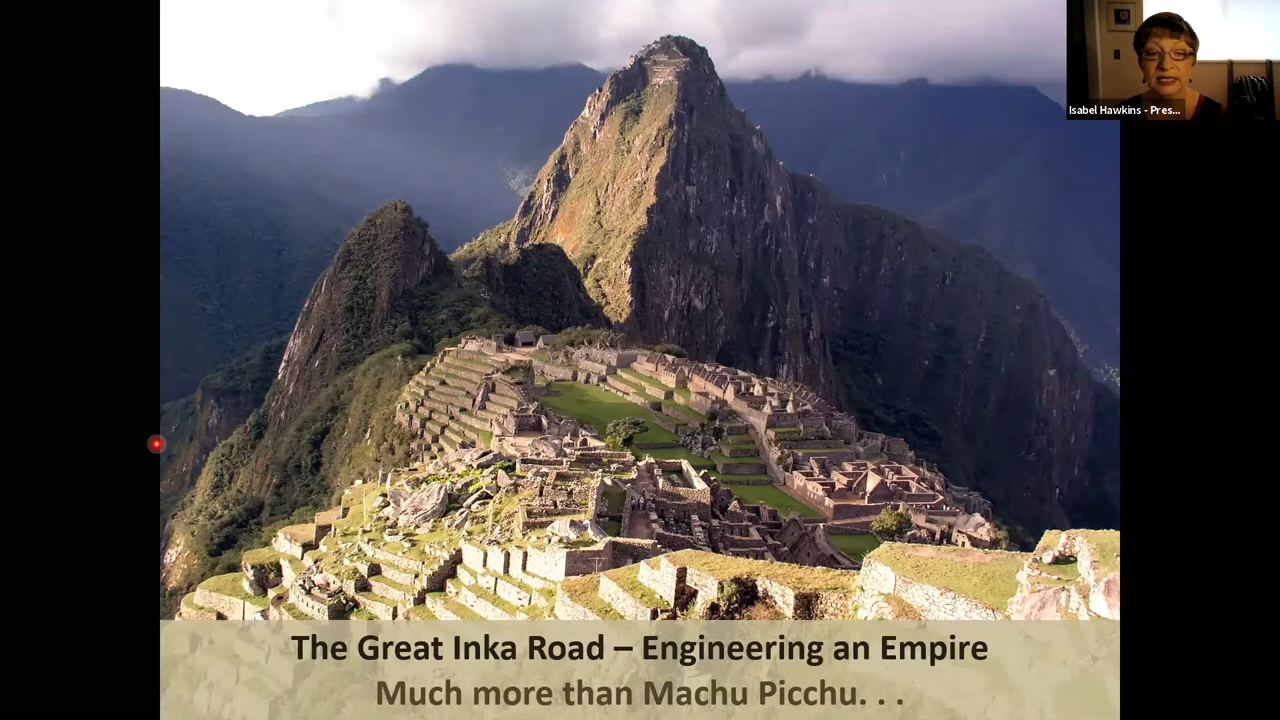 Isabel Hawkins - Pres...
The Great Inka Road – Engineering an Empire
Much more than Machu Picchu. . .